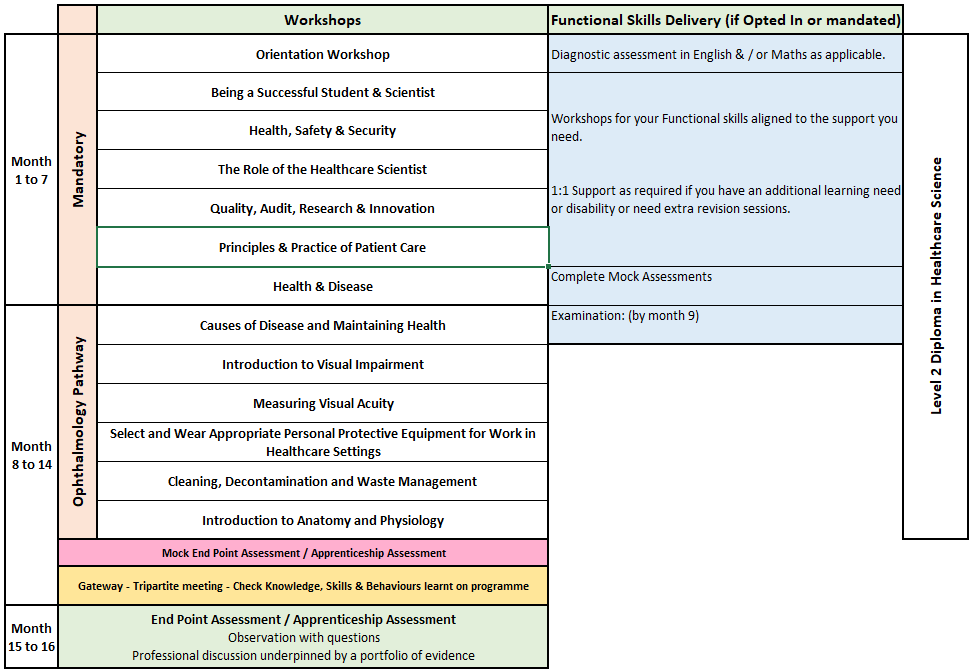 Workshops
Functional Skills Delivery (if Opted In or mandated)
Month
1 to 7
Mandatory
Orientation Workshop
Being a Successful Student & Scientist
Health, Safety & Security
The Role of the Healthcare Scientist
Quality, Audit, Research & Innovation
Principles & Practice of Patient Care
Health & Disease
Diagnostic assessment in English & / or Maths as applicable.
Workshops for your Functional skills aligned to the support you
need.
1:1 Support as required if you have an additional learning need
or disability or need extra revision sessions.
Complete Mock Assessments
Examination: (by month 9)
Level 2 Diploma in Healthcare Science
Month
8 to 14
Ophthalmology Pathway
Causes of Disease and Maintaining Health
Introduction to Visual Impairment
Measuring Visual Acuity
Select and Wear Appropriate Personal Protective Equipment for Work in
Healthcare Settings
Cleaning, Decontamination and Waste Management
Introduction to Anatomy and Physiology
Mock End Point Assessment / Apprenticeship Assessment
Gateway - Tripartite meeting - Check Knowledge, Skills & Behaviours learnt on programme
Month
15 to 16
End Point Assessment / Apprenticeship Assessment
Observation with questions
Professional discussion underpinned by a portfolio of evidence